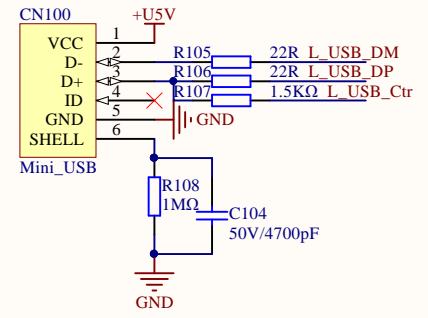 CN100
+U5V
VCC 1
D- 2 R105 22R L_USB_DM
D+ 3 R106 22R L_USB_DP
ID 4 R107 1.5KΩ L_USB_Ctr
GND 5 GND
SHELL 6
Mini_USB
R108
1MΩ
C104
50V/4700pF
GND